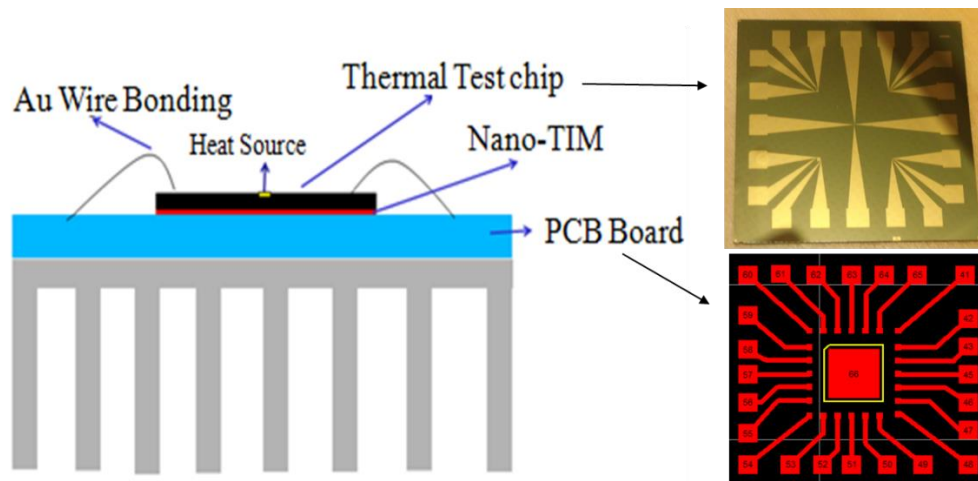 Au Wire Bonding
Heat Source
Thermal Test chip
Nano-TIM
PCB Board
60 61 62 63 64 65 41
59 42
58 43
57 66 45
56 46
55 47
54 53 52 51 50 49 48